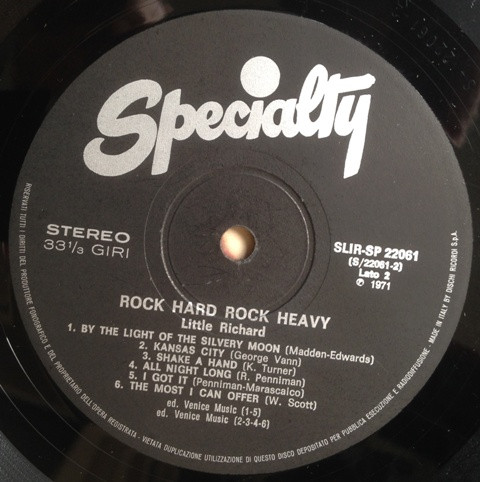 Specialty
STEREO
33 1/3 GIRI
SLIR-SP 22061
(S/22061-2)
Lato 2
℗ 1971
ROCK HARD ROCK HEAVY
Little Richard
1. BY THE LIGHT OF THE SILVERY MOON (Madden-Edwards)
2. KANSAS CITY (George Vann)
3. SHAKE A HAND (K. Turner)
4. ALL NIGHT LONG (R. Penniman)
5. I GOT IT (Penniman-Marascalco)
6. THE MOST I CAN OFFER (W. Scott)
ed. Venice Music (1-5)
ed. Venice Music (2-3-4-6)
RISERVATI TUTTI I DIRITTI DEL PRODUTTORE FONOGRAFICO E DEL PROPRIETARIO DELL'OPERA REGISTRATA - VIETATA DUPLICAZIONE UTILIZZAZIONE DI QUESTO DISCO DEPOSITATO PER PUBBLICA ESECUZIONE E RADIODIFFUSIONE. - MADE IN ITALY BY DISCHI RICORDI S.P.A.